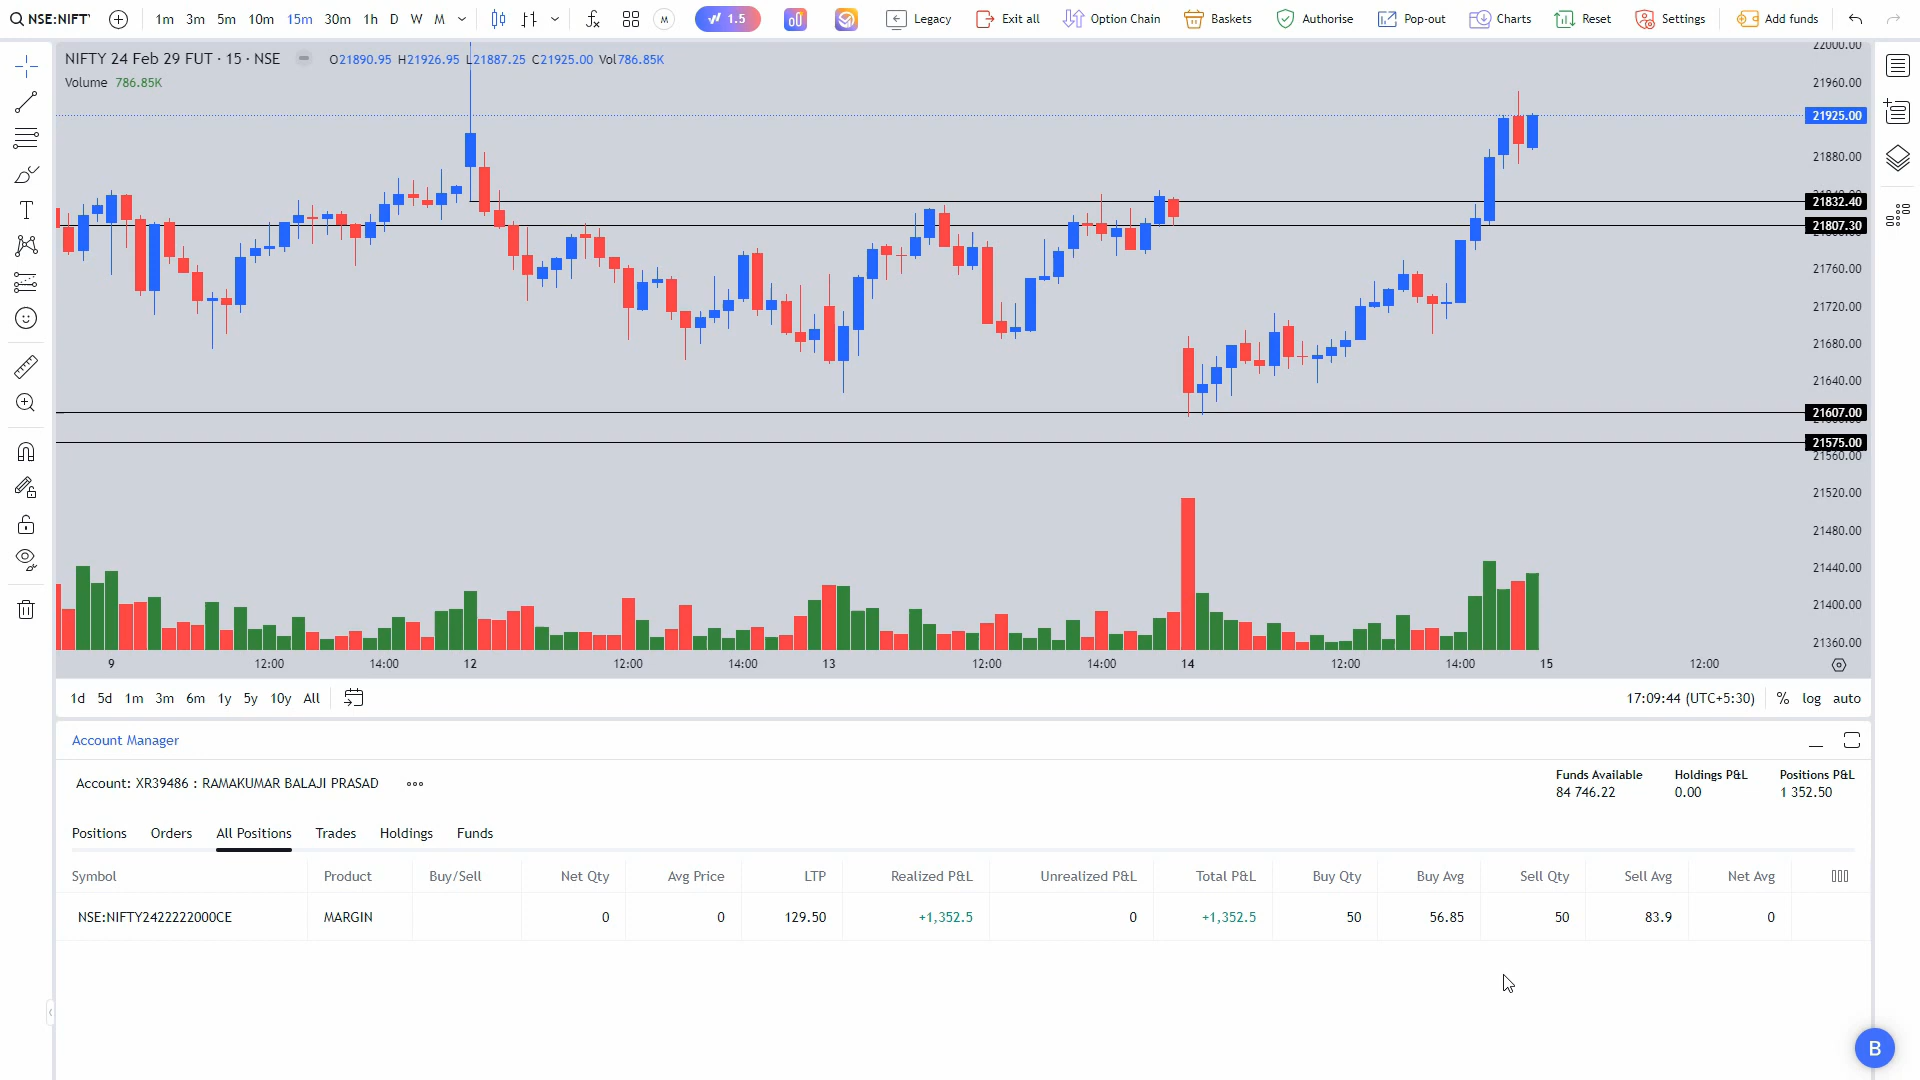 NSE:NIFTY 1m 3m 5m 10m 15m 30m 1h D W M M 1.5 Legacy Exit all Option Chain Baskets Authorise Pop-out Charts Reset Settings Add funds
NIFTY 24 Feb 29 FUT · 15 · NSE O21890.95 H21926.95 L21887.25 C21925.00 Vol786.85K
Volume 786.85K
22000.00
21960.00
21925.00
21880.00
21832.40
21807.30
21760.00
21720.00
21680.00
21640.00
21607.00
21575.00
21560.00
21520.00
21480.00
21440.00
21400.00
21360.00
9 12:00 14:00 12 12:00 14:00 13 12:00 14:00 14 12:00 14:00 15 12:00
1d 5d 1m 3m 6m 1y 5y 10y All 17:09:44 (UTC+5:30) % log auto
Account Manager
Account: XR39486 : RAMAKUMAR BALAJI PRASAD
Funds Available Holdings P&L Positions P&L
84 746.22 0.00 1 352.50
Positions Orders All Positions Trades Holdings Funds
Symbol Product Buy/Sell Net Qty Avg Price LTP Realized P&L Unrealized P&L Total P&L Buy Qty Buy Avg Sell Qty Sell Avg Net Avg
NSE:NIFTY2422222000CE MARGIN 0 0 129.50 +1,352.5 0 +1,352.5 50 56.85 50 83.9 0
B